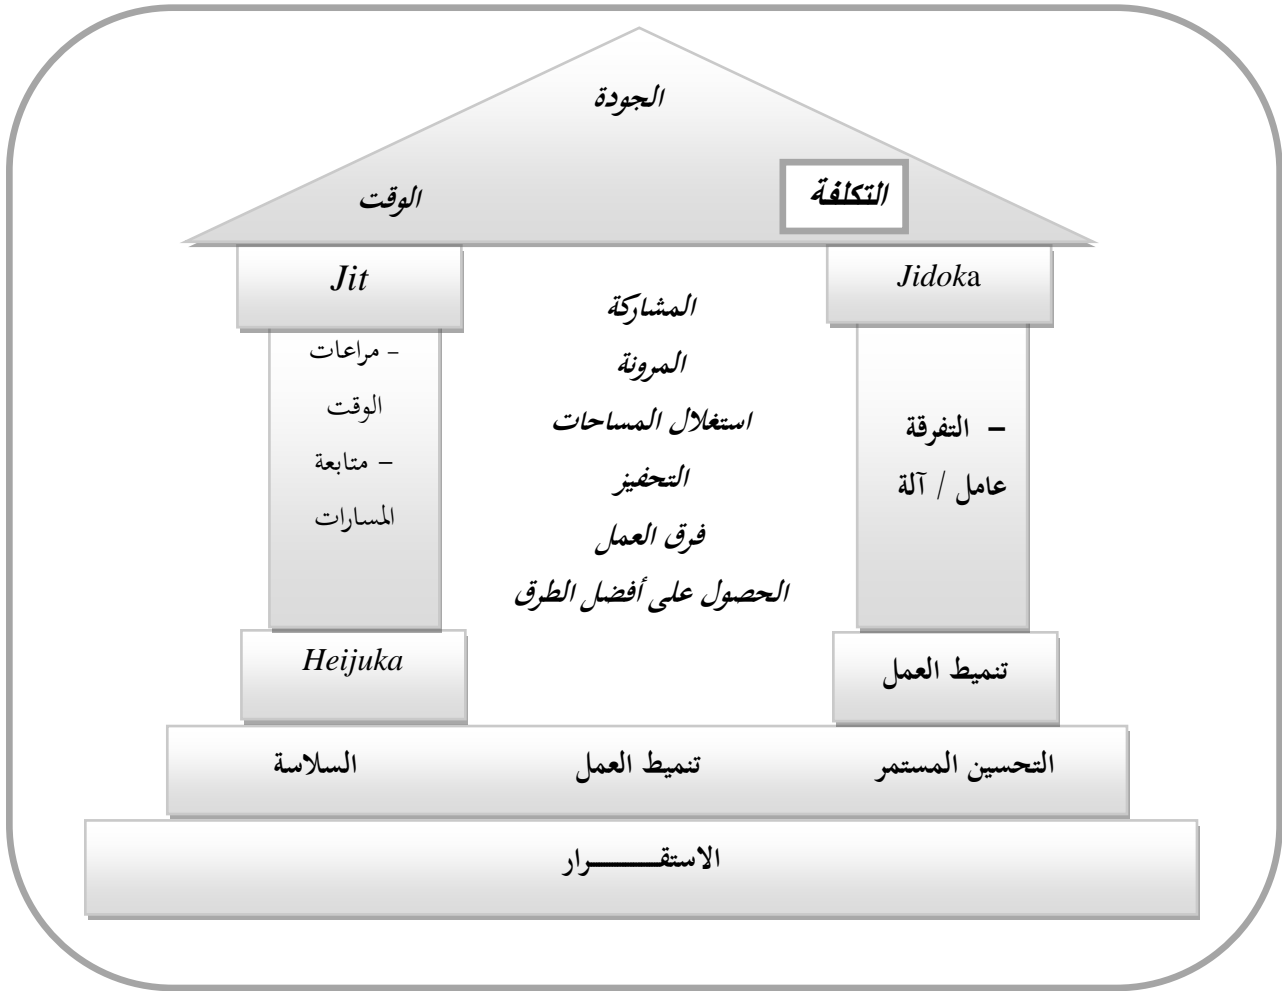 الجودة
التكلفة
الوقت
Jidoka
Jit
المشاركة
المرونة
استغلال المساحات
التحفيز
فرق العمل
الحصول على أفضل الطرق
– التفرقة
عامل / آلة
– مراعات
الوقت
– متابعة
المسارات
تنميط العمل
Heijuka
التحسين المستمر
تنميط العمل
السلاسة
الاستقـــــــرار